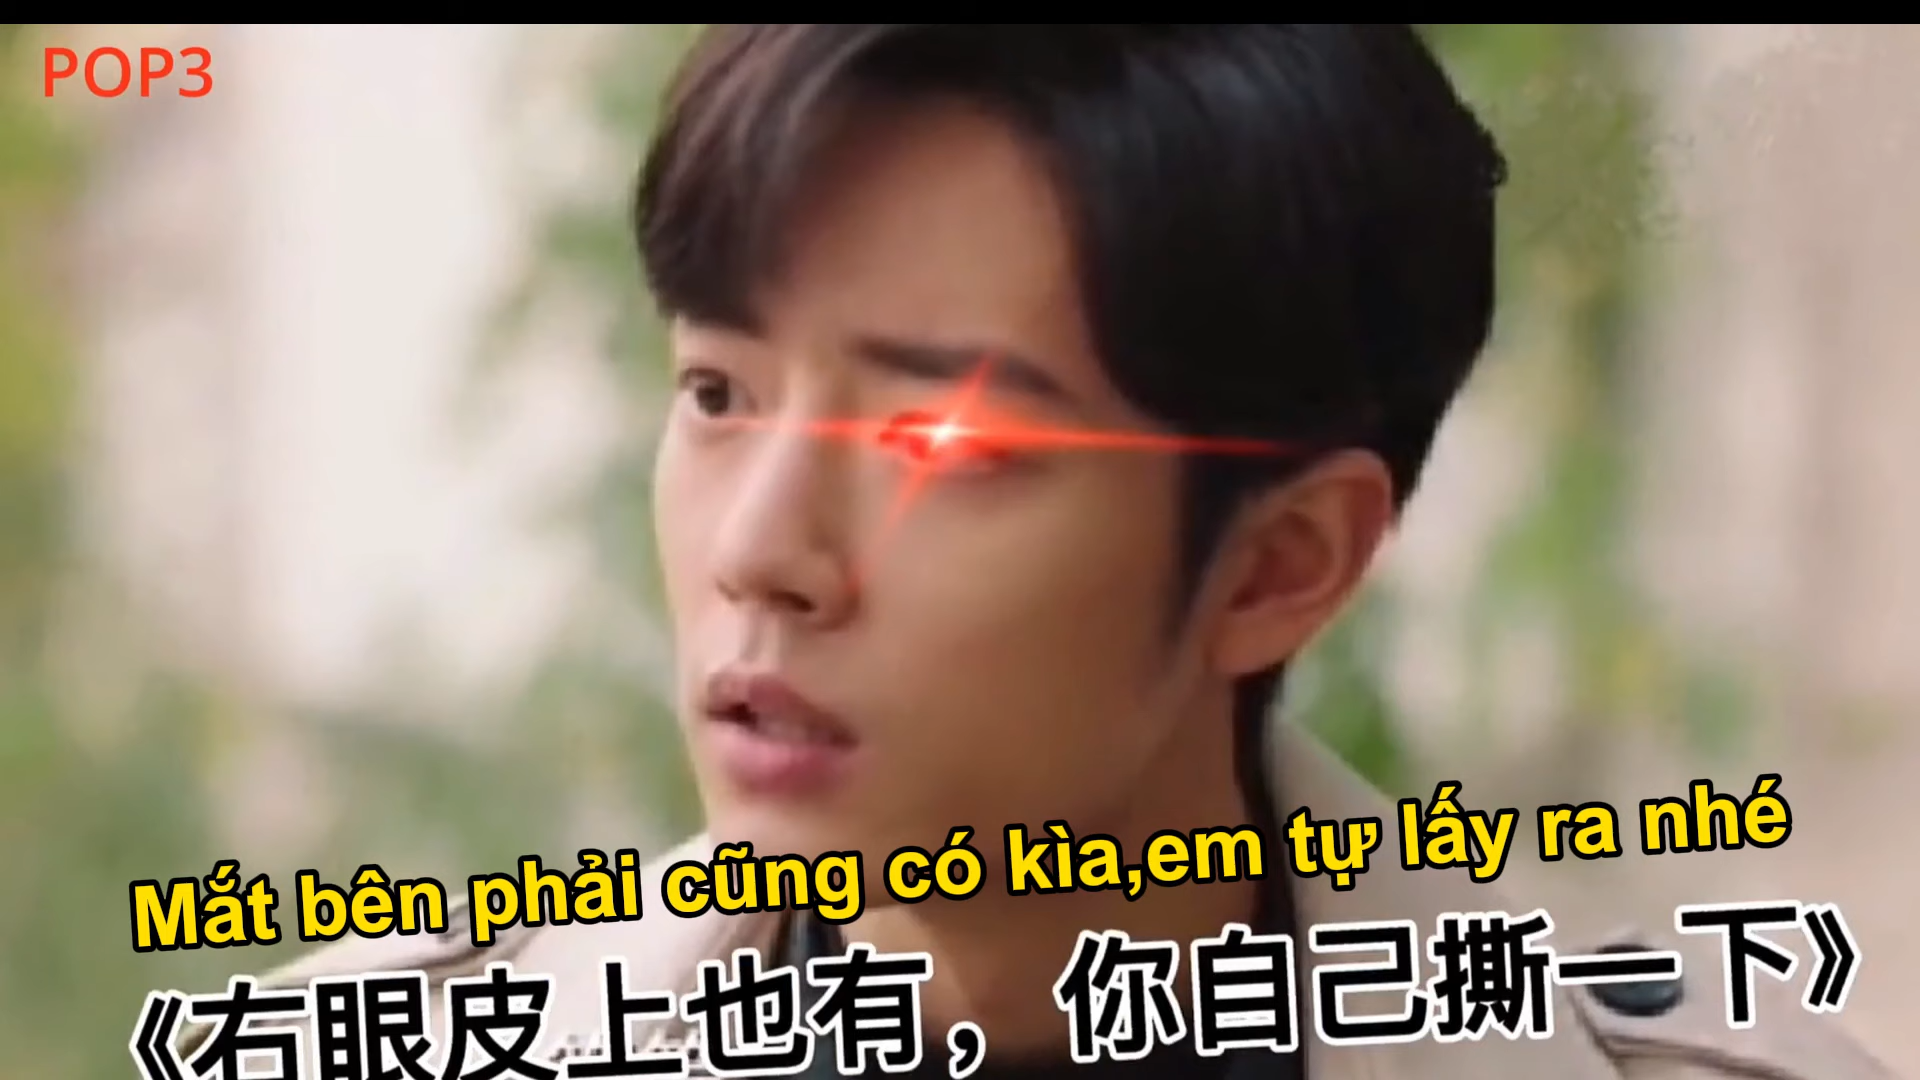 POP3
Mắt bên phải cũng có kìa,em tự lấy ra nhé
《右眼皮上也有，你自己撕一下》